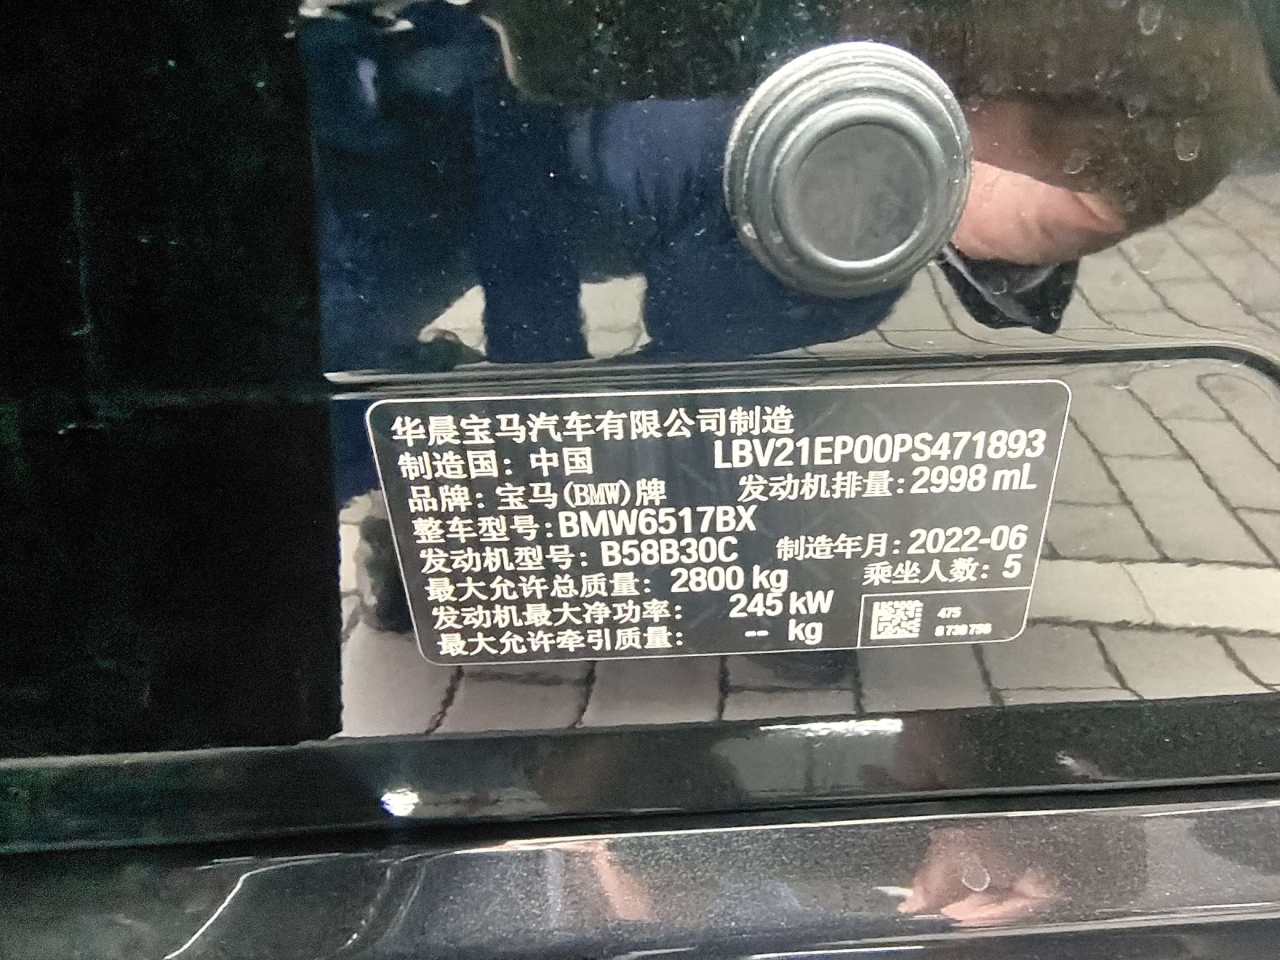 华晨宝马汽车有限公司制造
制造国：中国 LBV21EP00PS471893
品牌：宝马(BMW)牌 发动机排量：2998 mL
整车型号：BMW6517BX
发动机型号：B58B30C 制造年月：2022-06
最大允许总质量：2800 kg 乘坐人数：5
发动机最大净功率：245 kW
最大允许牵引质量：-- kg
475
8738756